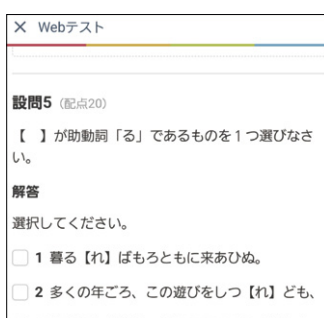 × Webテスト
設問5 (配点20)
【 】が助動詞「る」であるものを1つ選びなさ
い。
解答
選択してください。
1 暮る【れ】ばもろともに来あひぬ。
2 多くの年ごろ、この遊びをしつ【れ】ども、